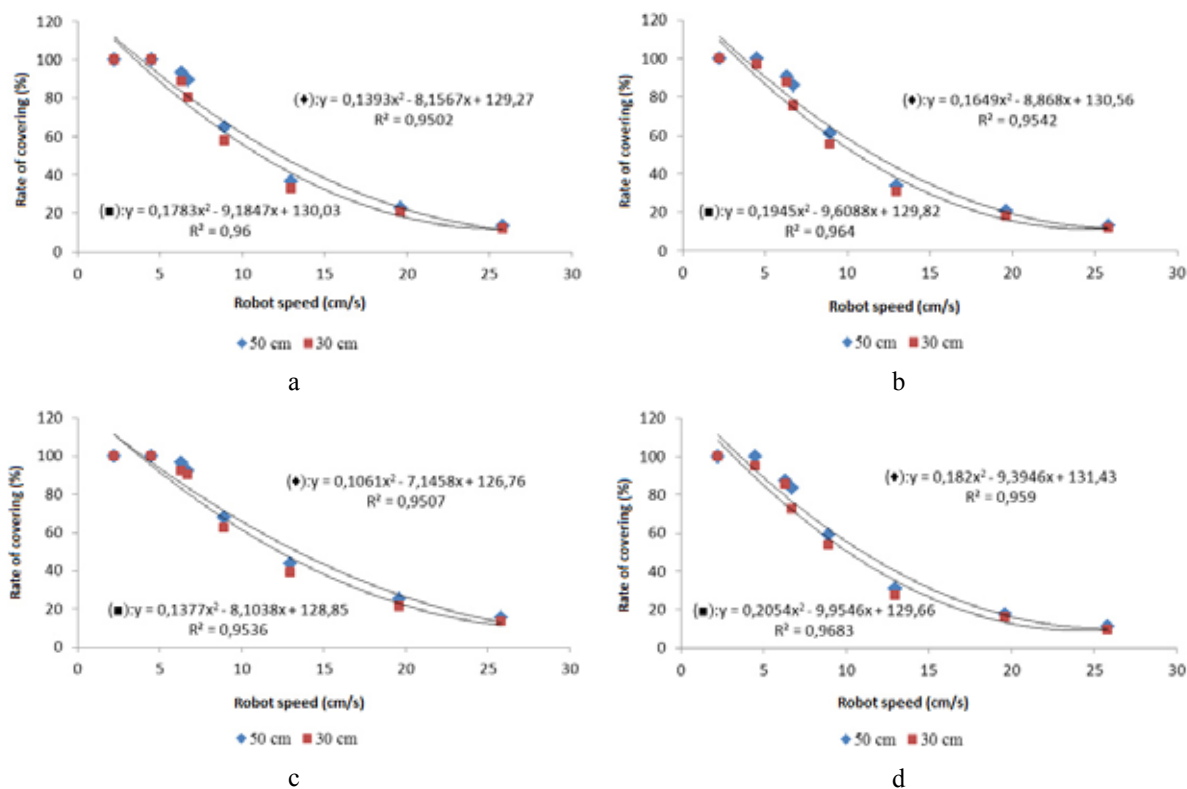 120
100
80
60
40
20
0
Rate of covering (%)
(♦):y = 0,1393x² - 8,1567x + 129,27
R² = 0,9502
(■):y = 0,1783x² - 9,1847x + 130,03
R² = 0,96
0 5 10 15 20 25 30
Robot speed (cm/s)
50 cm 30 cm
a
120
100
80
60
40
20
0
Rate of covering (%)
(♦):y = 0,1649x² - 8,868x + 130,56
R² = 0,9542
(■):y = 0,1945x² - 9,6088x + 129,82
R² = 0,964
0 5 10 15 20 25 30
Robot speed (cm/s)
50 cm 30 cm
b
120
100
80
60
40
20
0
Rate of covering (%)
(♦):y = 0,1061x² - 7,1458x + 126,76
R² = 0,9507
(■):y = 0,1377x² - 8,1038x + 128,85
R² = 0,9536
0 5 10 15 20 25 30
Robot speed (cm/s)
50 cm 30 cm
c
120
100
80
60
40
20
0
Rate of covering (%)
(♦):y = 0,182x² - 9,3946x + 131,43
R² = 0,959
(■):y = 0,2054x² - 9,9546x + 129,66
R² = 0,9683
0 5 10 15 20 25 30
Robot speed (cm/s)
50 cm 30 cm
d